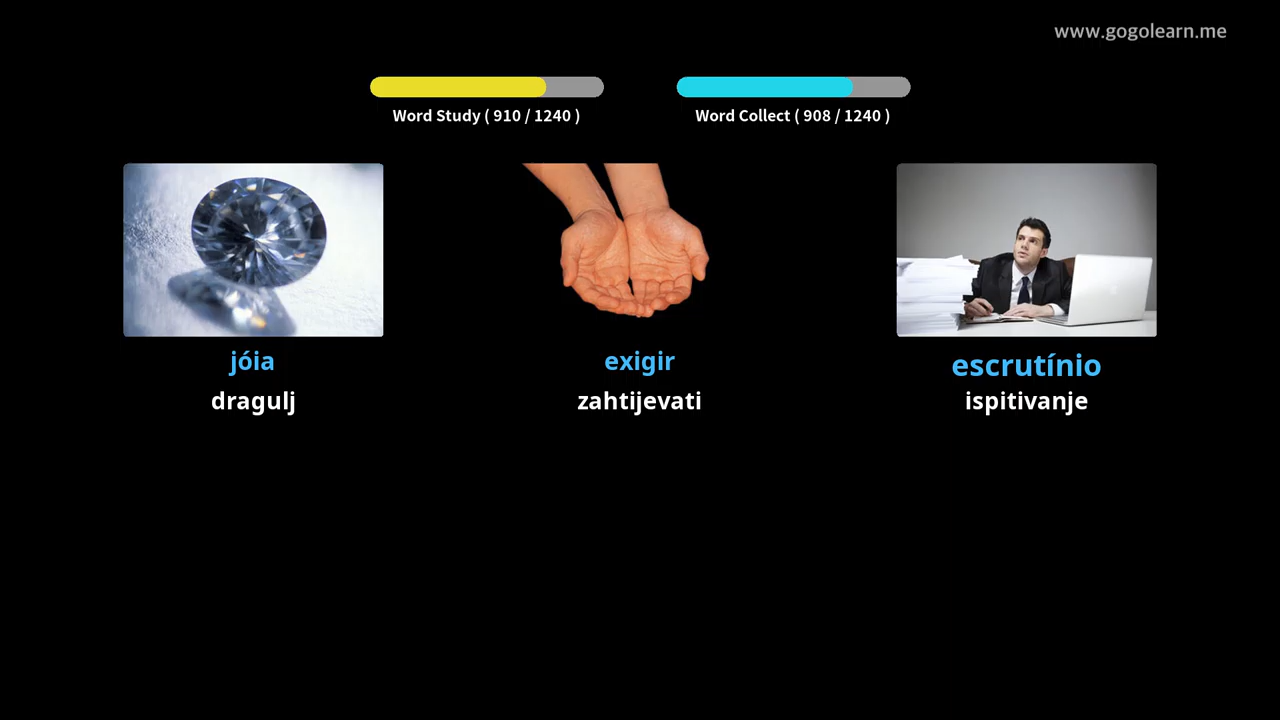 www.gogolearn.me
Word Study ( 910 / 1240 )
Word Collect ( 908 / 1240 )
jóia
exigir
escrutínio
dragulj
zahtijevati
ispitivanje